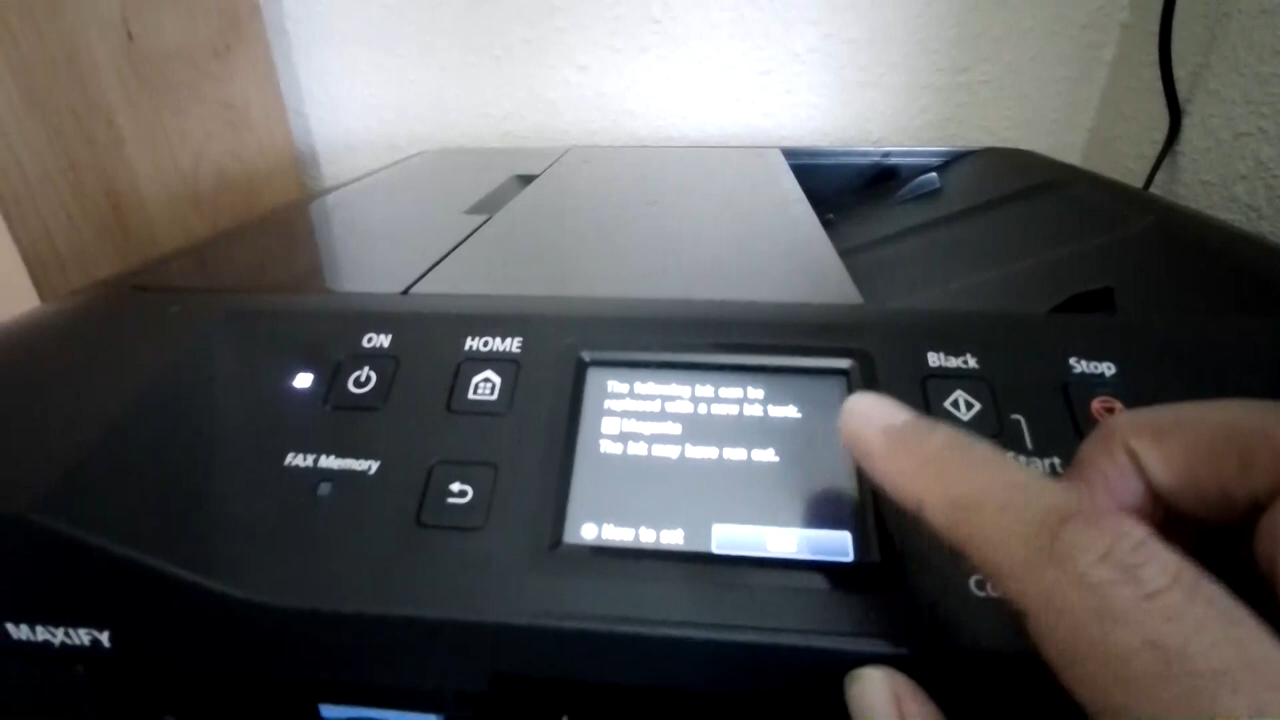 ON
HOME
Black
Stop
The following ink can be
replaced with a new ink tank.
Magenta
The ink may have run out.
FAX Memory
Start
How to set
MAXIFY